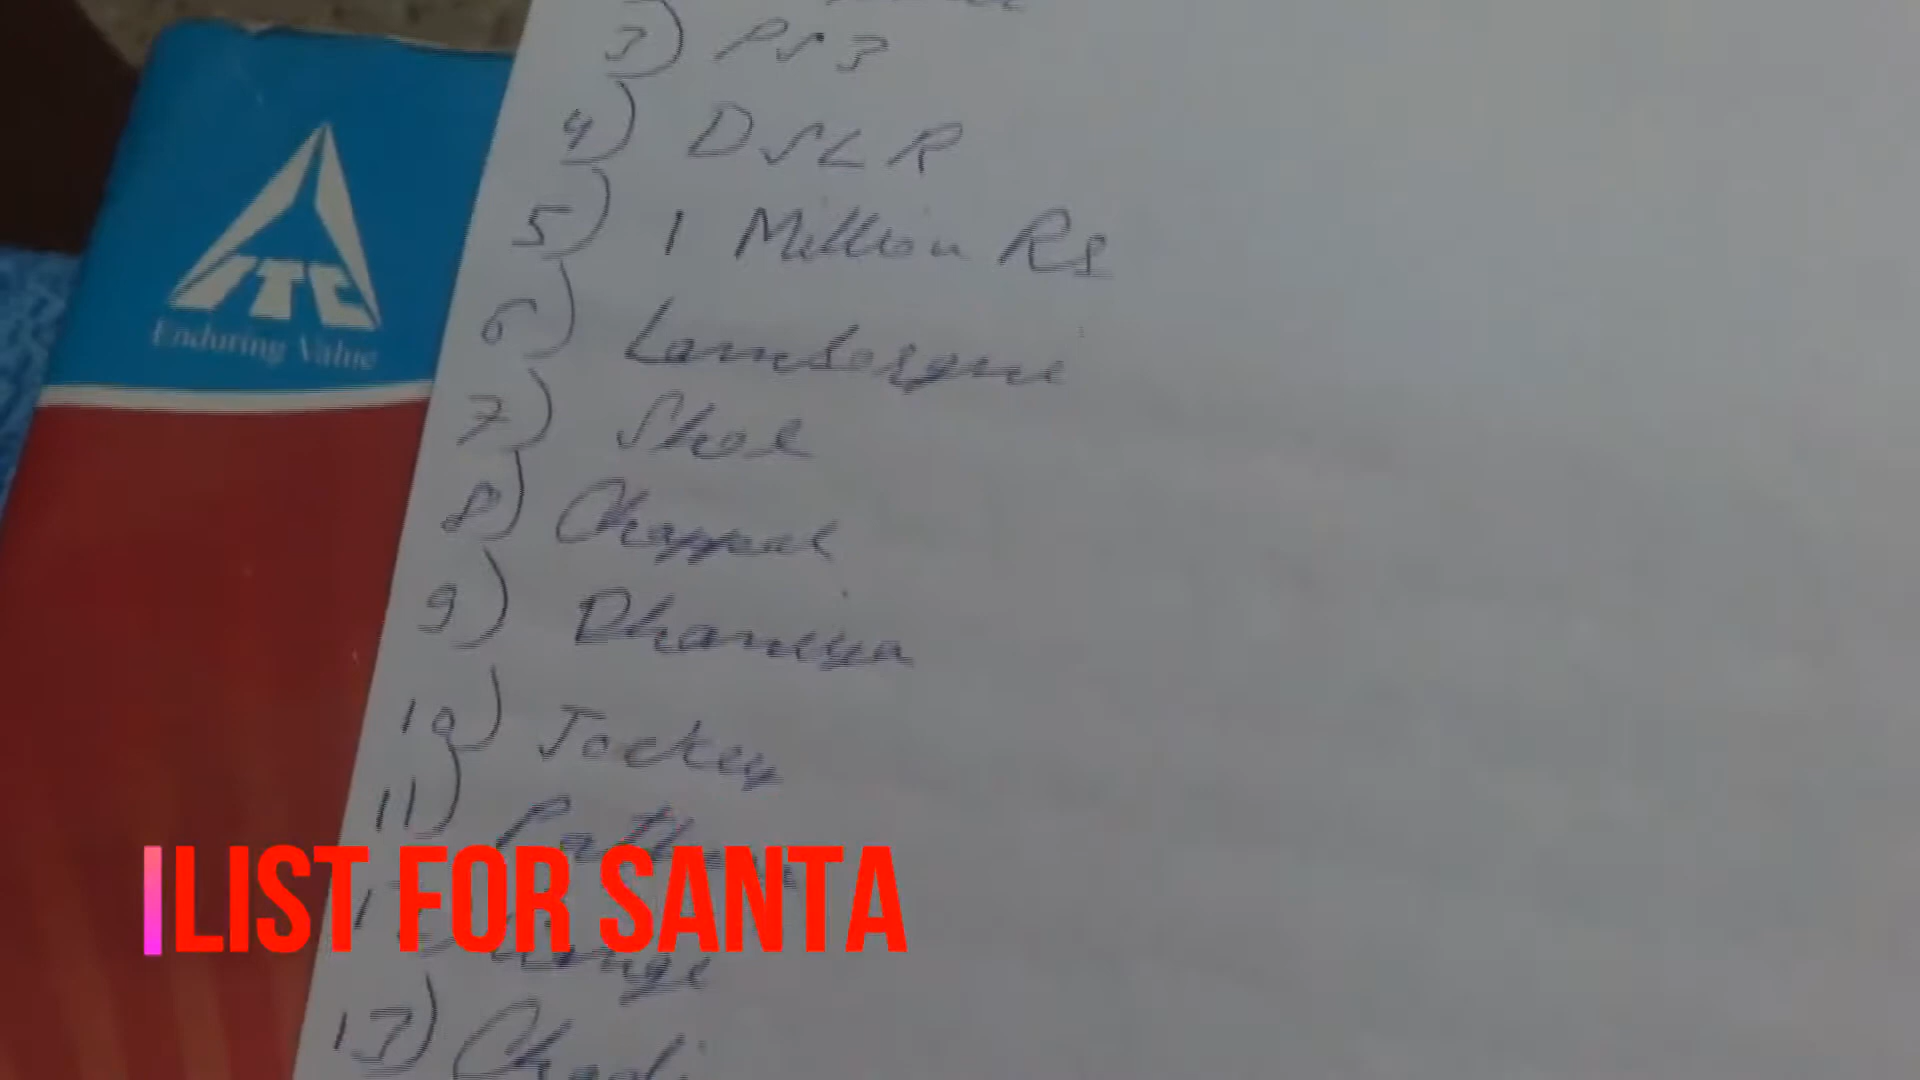 3) PS3
4) DSLR
5) 1 Million Rs
6) Lamborgini
7) Shoe
8) Chappal
9) Dhaniya
10) Jockey
11)
13) Chadi
ITC
Enduring Value
LIST FOR SANTA